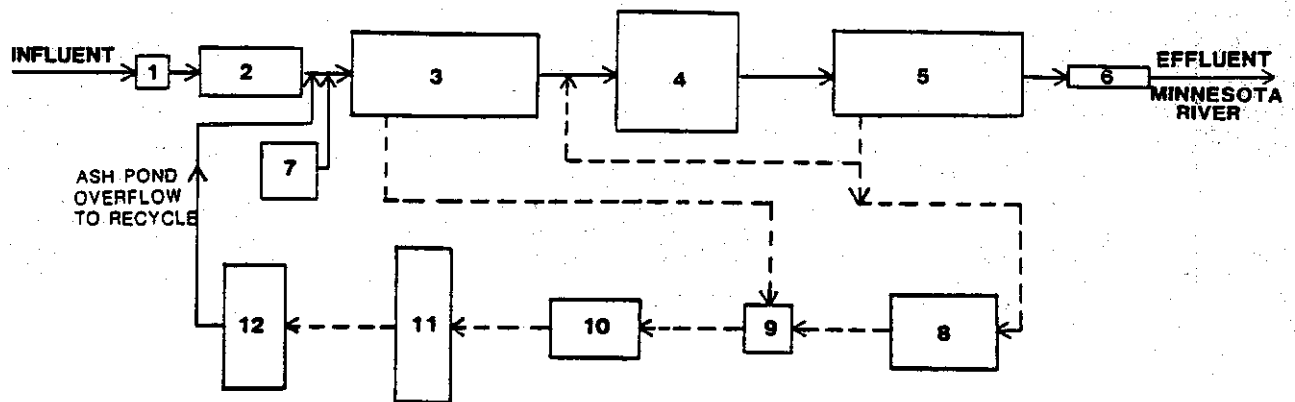 INFLUENT
1
2
3
4
5
6
EFFLUENT
MINNESOTA
RIVER
7
ASH POND
OVERFLOW
TO RECYCLE
12
11
10
9
8